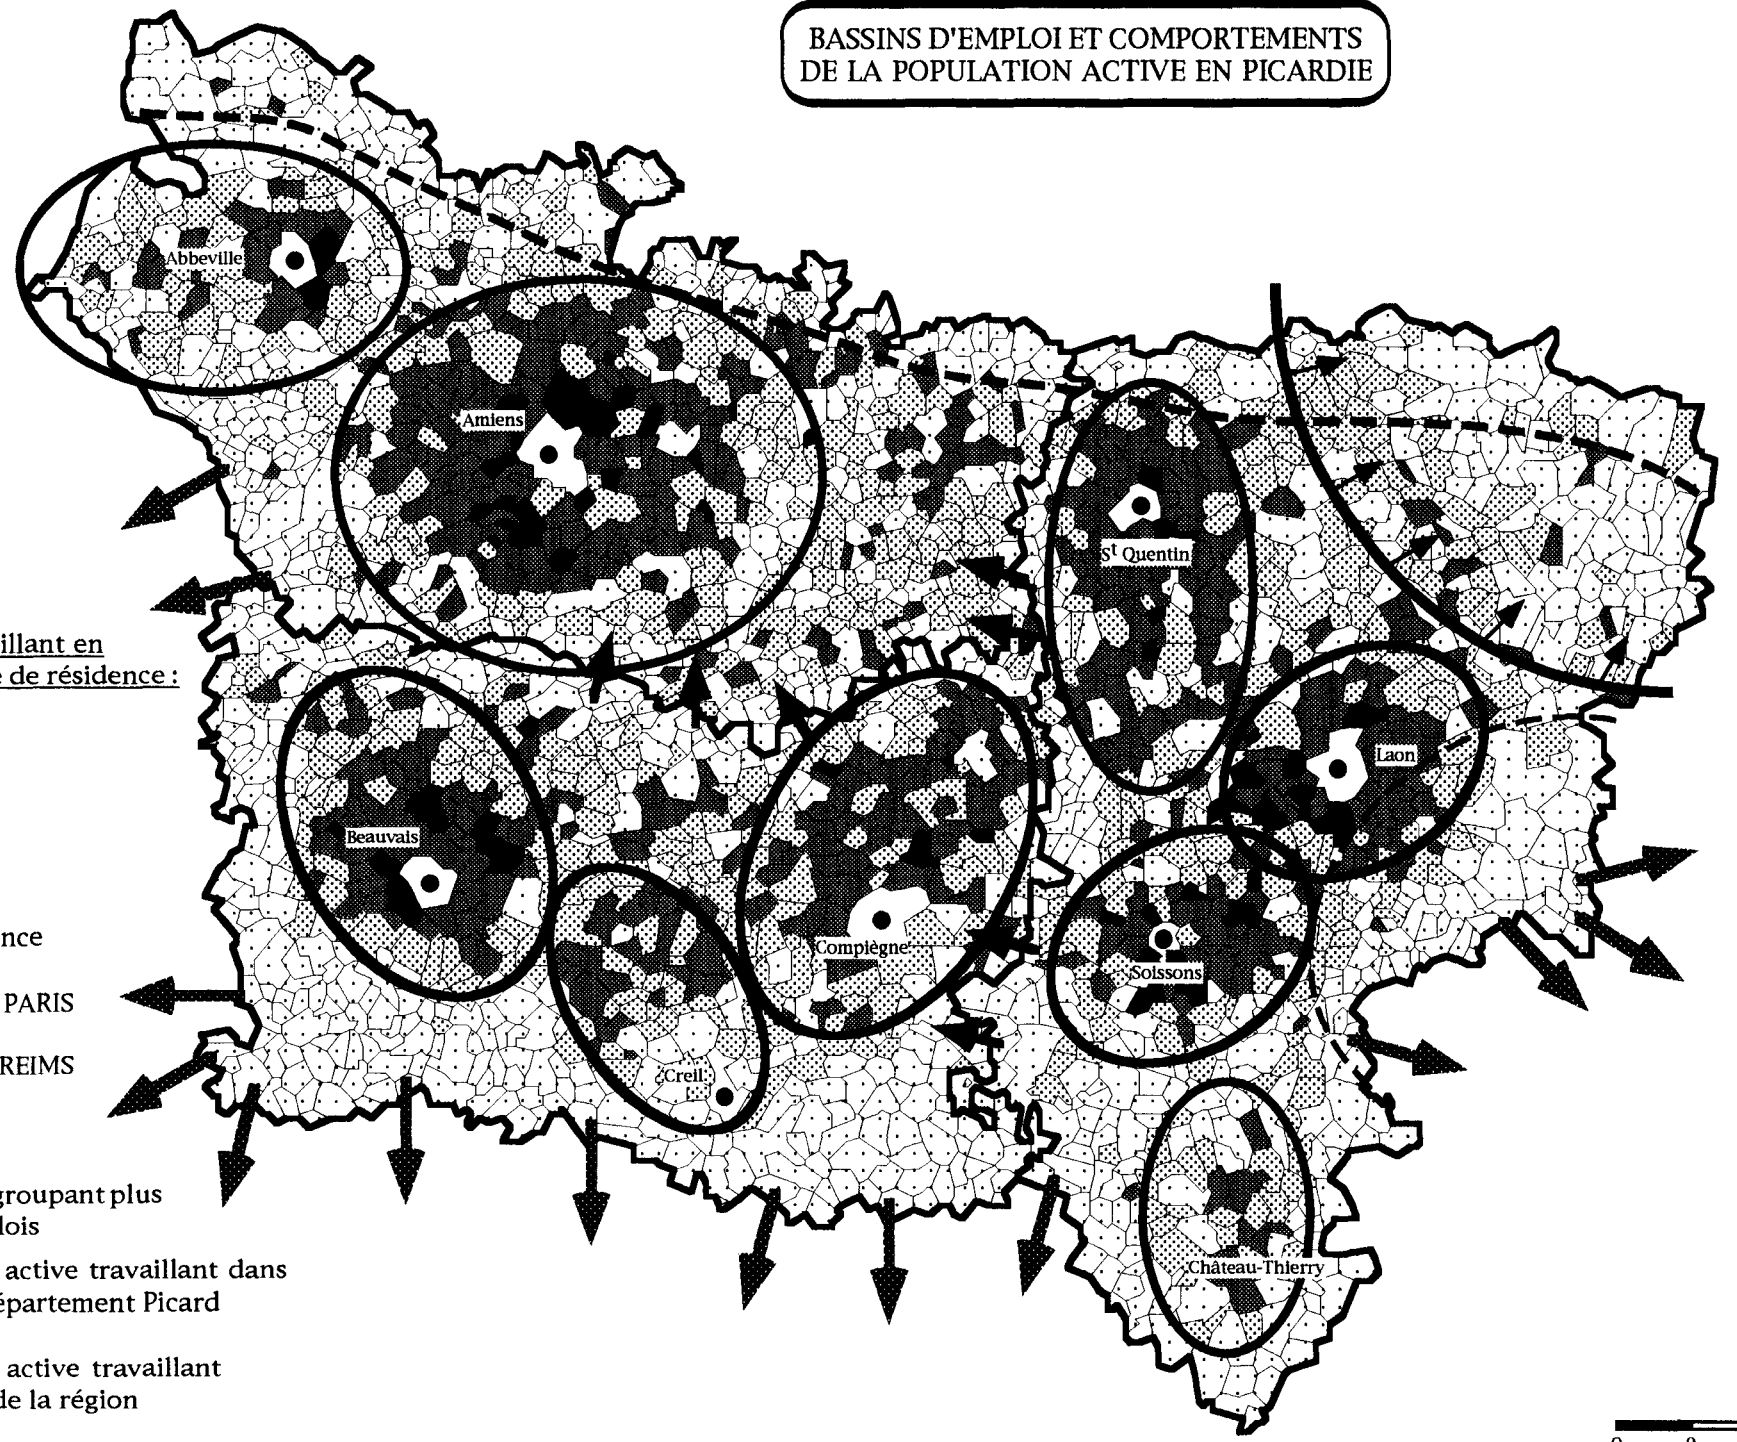 BASSINS D'EMPLOI ET COMPORTEMENTS
DE LA POPULATION ACTIVE EN PICARDIE
Abbeville
Amiens
St Quentin
Laon
Beauvais
Compiègne
Soissons
Creil
Château-Thierry
illant en
e de résidence :
nce
PARIS
REIMS
groupant plus
lois
active travaillant dans
épartement Picard
active travaillant
de la région